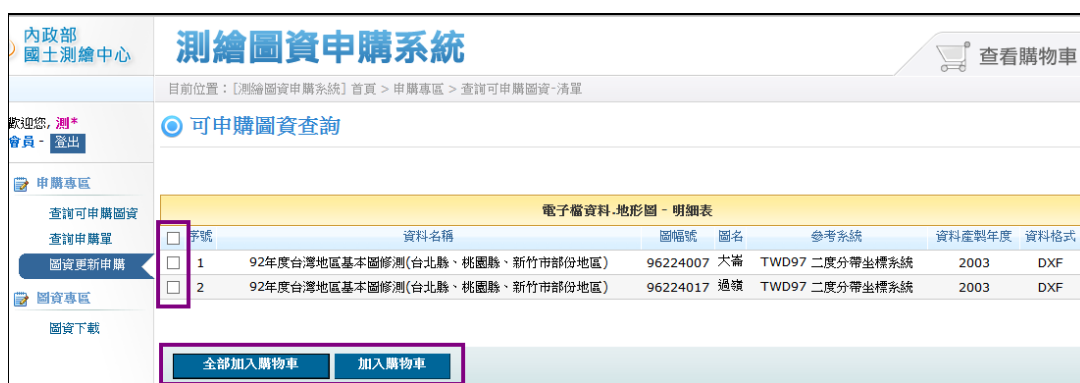 內政部
國土測繪中心
測繪圖資申購系統
查看購物車
目前位置：[測繪圖資申購系統] 首頁 > 申購專區 > 查詢可申購圖資-清單
歡迎您, 測*
會員 - 登出
可申購圖資查詢
申購專區
查詢可申購圖資
查詢申購單
圖資更新申購
圖資專區
圖資下載
電子檔資料.地形圖 - 明細表
序號 資料名稱 圖幅號 圖名 參考系統 資料產製年度 資料格式
1 92年度台灣地區基本圖修測(台北縣、桃園縣、新竹市部份地區) 96224007 大崙 TWD97 二度分帶坐標系統 2003 DXF
2 92年度台灣地區基本圖修測(台北縣、桃園縣、新竹市部份地區) 96224017 過嶺 TWD97 二度分帶坐標系統 2003 DXF
全部加入購物車 加入購物車